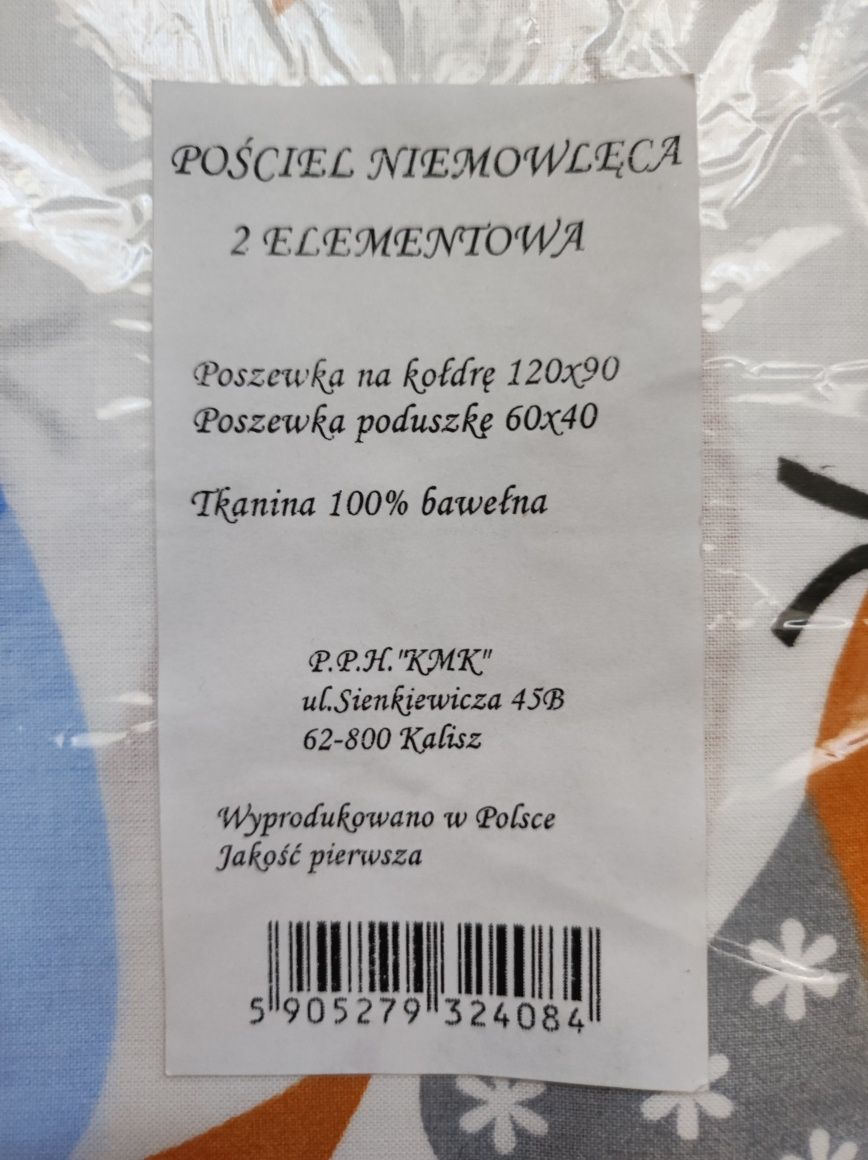 POŚCIEL NIEMOWLĘCA
2 ELEMENTOWA
Poszewka na kołdrę 120x90
Poszewka poduszkę 60x40
Tkanina 100% bawełna
P.P.H."KMK"
ul.Sienkiewicza 45B
62-800 Kalisz
Wyprodukowano w Polsce
Jakość pierwsza
5 905279 324084